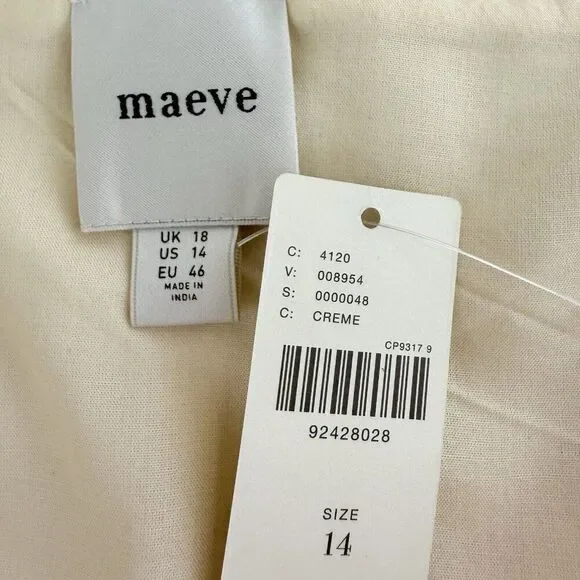 maeve
UK 18
US 14
EU 46
MADE IN
INDIA
C: 4120
V: 008954
S: 0000048
C: CREME
CP9317 9
92428028
SIZE
14